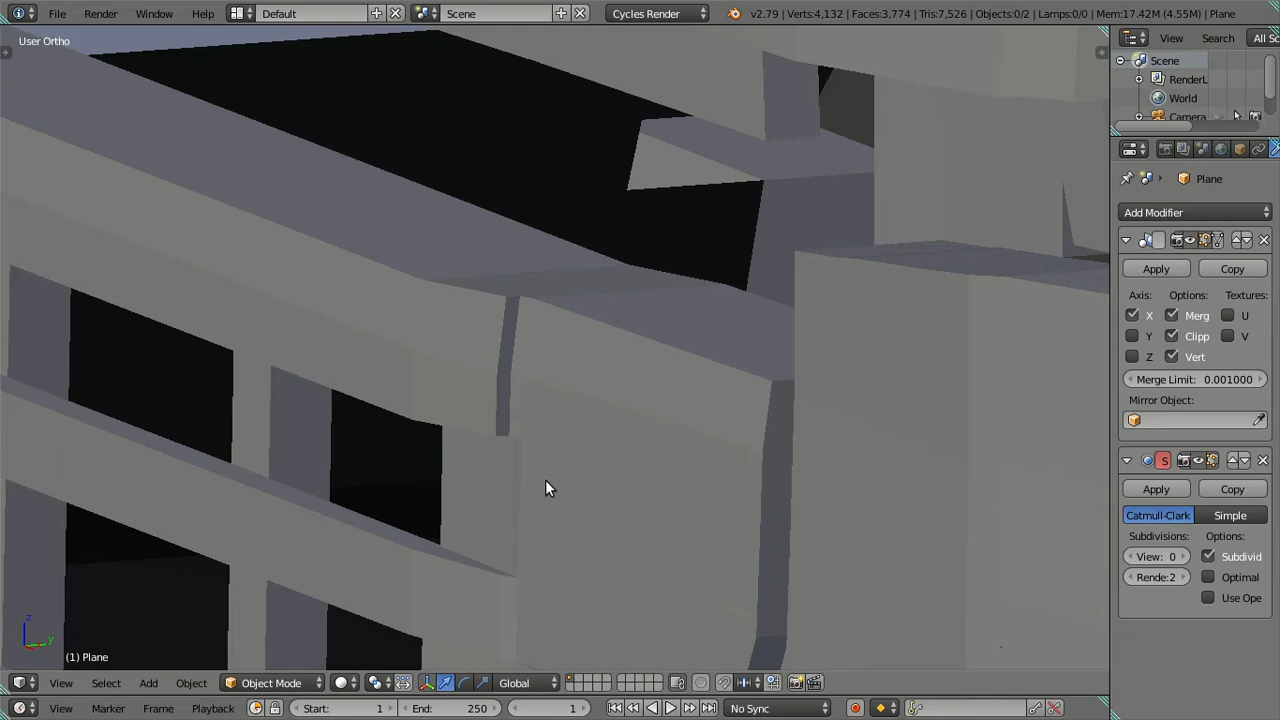 File Render Window Help Default Scene Cycles Render v2.79 | Verts:4,132 | Faces:3,774 | Tris:7,526 | Objects:0/2 | Lamps:0/0 | Mem:17.42M (4.55M) | Plane
User Ortho
View Search All Sc
Scene
RenderL
World
Camera
Plane
Add Modifier
Apply Copy
Axis: Options: Textures:
X Merg U
Y Clipp V
Z Vert
Merge Limit: 0.001000
Mirror Object:
S
Apply Copy
Catmull-Clark Simple
Subdivisions: Options:
View: 0 Subdivid
Rende:2 Optimal
Use Ope
z
y
(1) Plane
View Select Add Object Object Mode Global
View Marker Frame Playback Start: 1 End: 250 1 No Sync